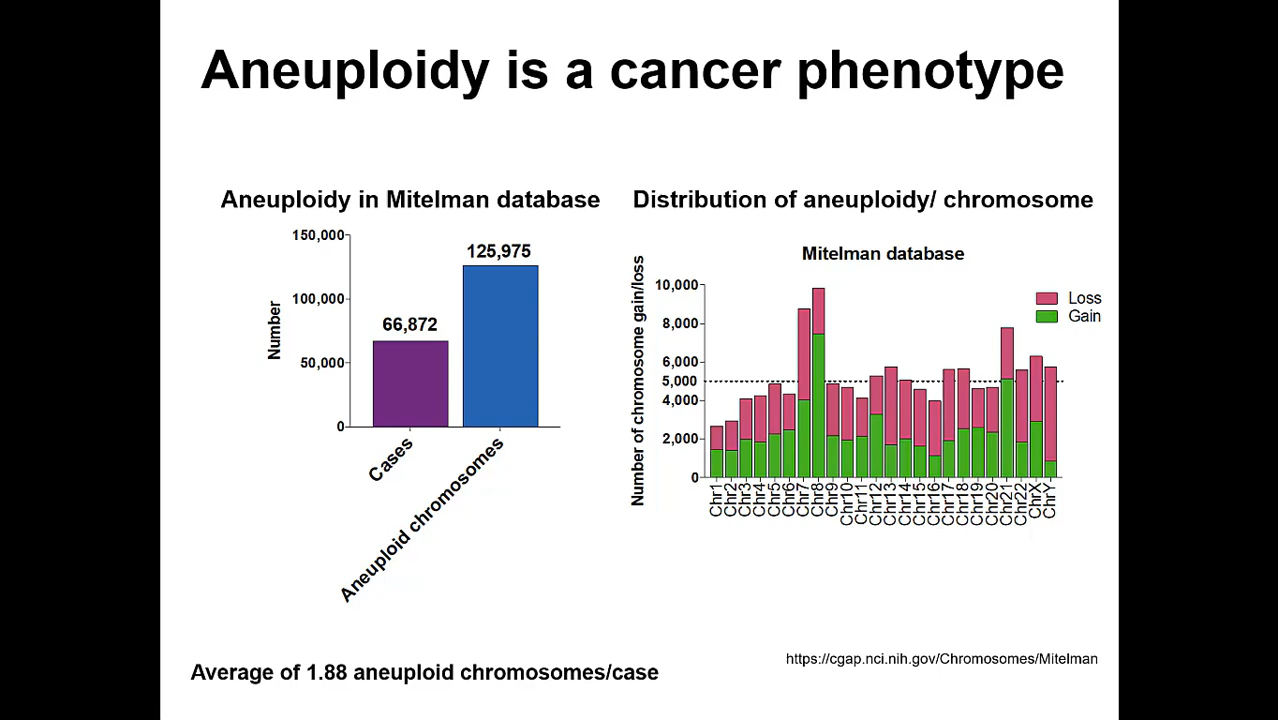 Aneuploidy is a cancer phenotype
Aneuploidy in Mitelman database
150,000
100,000
50,000
0
Number
66,872
125,975
Cases
Aneuploid chromosomes
Distribution of aneuploidy/ chromosome
Mitelman database
Number of chromosome gain/loss
10,000
8,000
6,000
5,000
4,000
2,000
0
Loss
Gain
Chr1
Chr2
Chr3
Chr4
Chr5
Chr6
Chr7
Chr8
Chr9
Chr10
Chr11
Chr12
Chr13
Chr14
Chr15
Chr16
Chr17
Chr18
Chr19
Chr20
Chr21
Chr22
ChrX
ChrY
https://cgap.nci.nih.gov/Chromosomes/Mitelman
Average of 1.88 aneuploid chromosomes/case